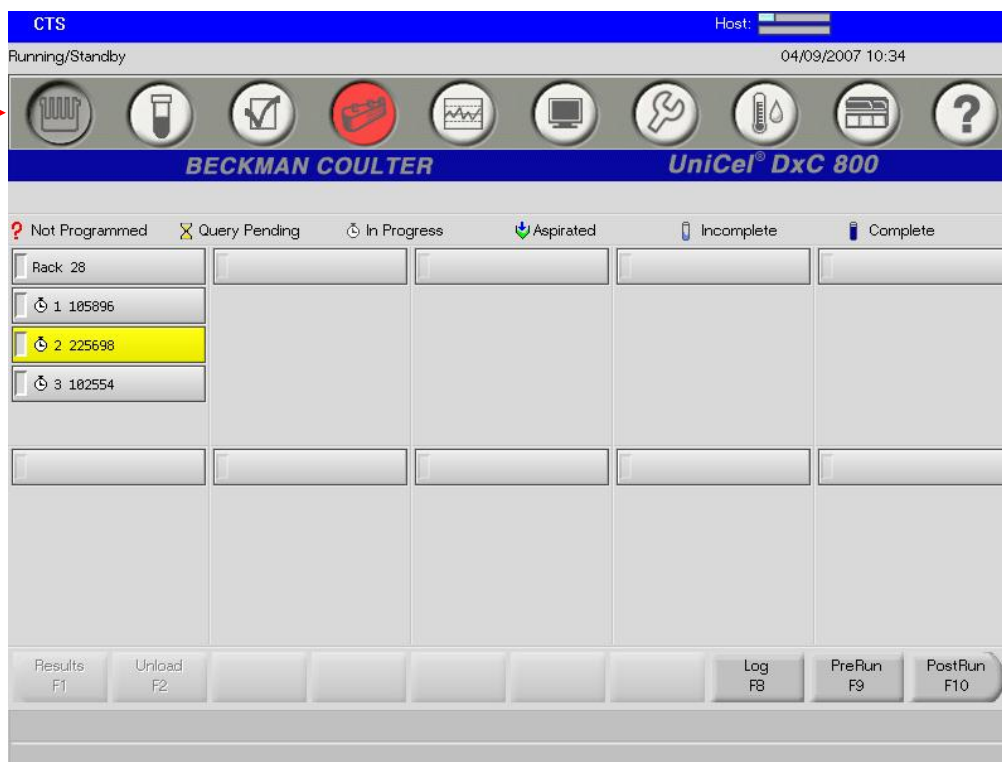 CTS Host:
Running/Standby 04/09/2007 10:34
?
BECKMAN COULTER UniCel® DxC 800
? Not Programmed Query Pending In Progress Aspirated Incomplete Complete
Rack 28
1 105896
2 225698
3 102554
Results Unload Log PreRun PostRun
F1 F2 F8 F9 F10